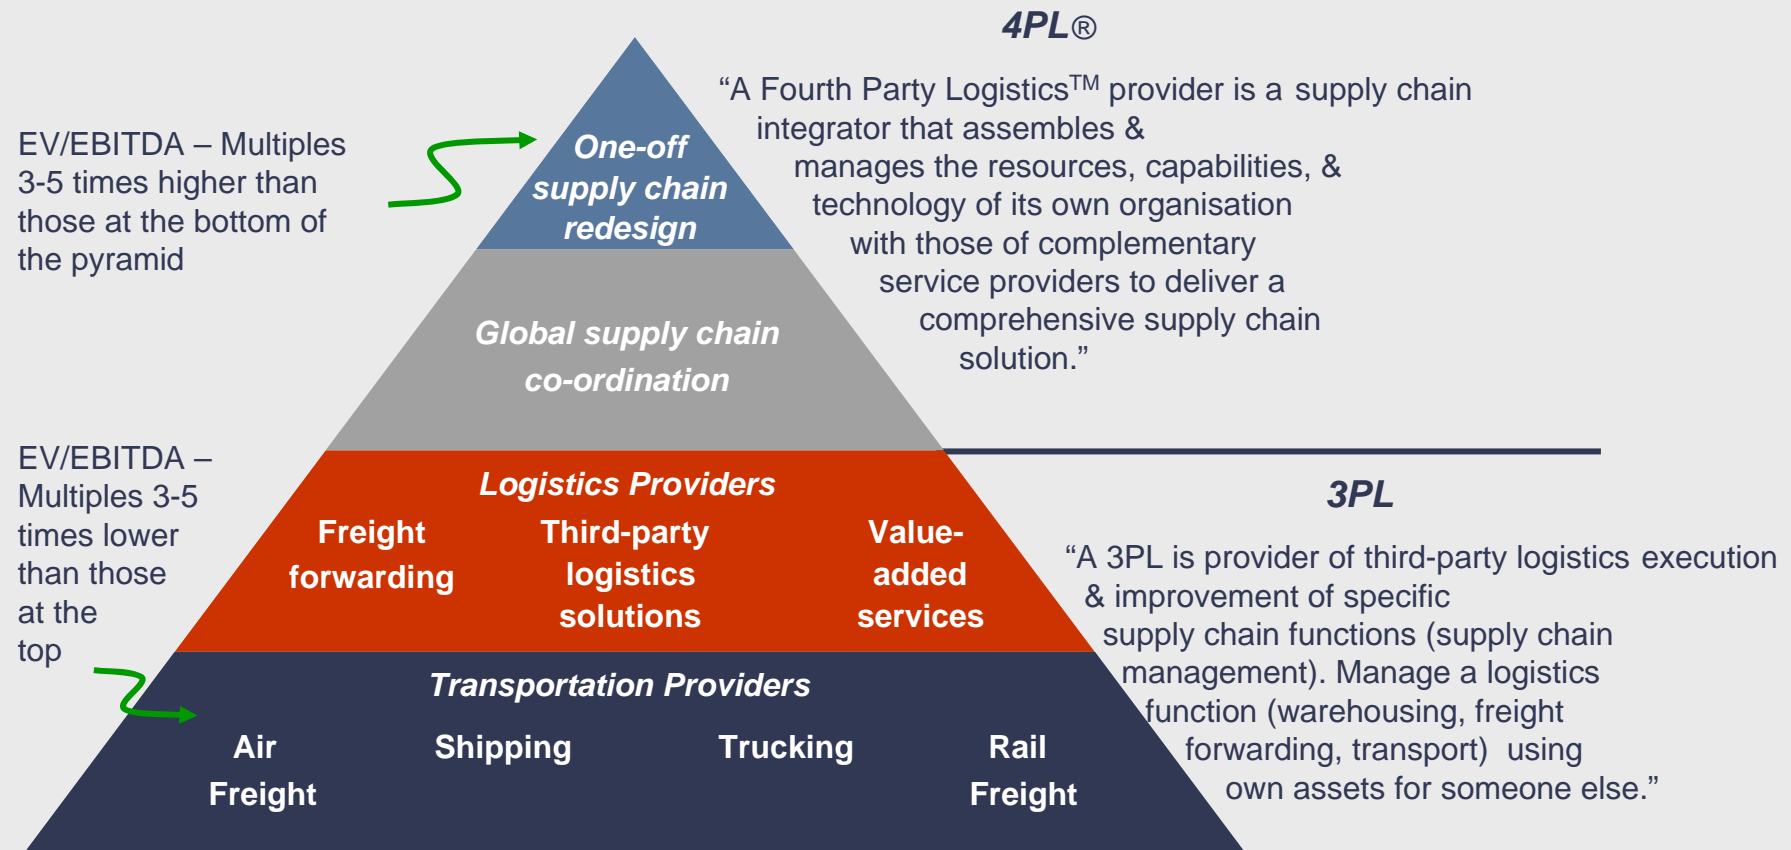 4PL®
“A Fourth Party Logistics™ provider is a supply chain
integrator that assembles &
manages the resources, capabilities, &
technology of its own organisation
with those of complementary
service providers to deliver a
comprehensive supply chain
solution.”
EV/EBITDA – Multiples
3-5 times higher than
those at the bottom of
the pyramid
One-off
supply chain
redesign
Global supply chain
co-ordination
EV/EBITDA –
Multiples 3-5
times lower
than those
at the
top
Logistics Providers
Freight
forwarding
Third-party
logistics
solutions
Value-
added
services
3PL
“A 3PL is provider of third-party logistics execution
& improvement of specific
supply chain functions (supply chain
management). Manage a logistics
function (warehousing, freight
forwarding, transport) using
own assets for someone else.”
Transportation Providers
Air
Freight
Shipping
Trucking
Rail
Freight